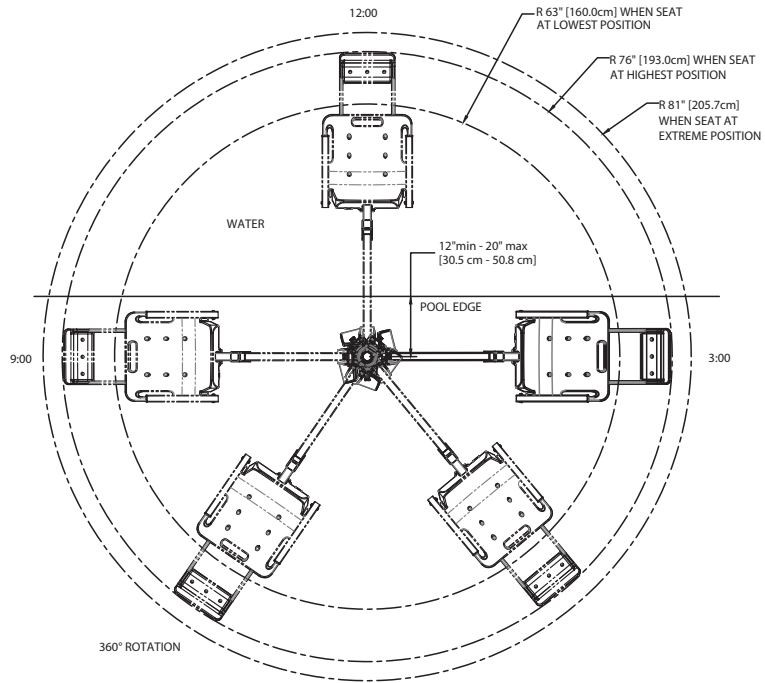 12:00
R 63" [160.0cm] WHEN SEAT
AT LOWEST POSITION
R 76" [193.0cm] WHEN SEAT
AT HIGHEST POSITION
R 81" [205.7cm]
WHEN SEAT AT
EXTREME POSITION
WATER
12"min - 20" max
[30.5 cm - 50.8 cm]
POOL EDGE
9:00
3:00
360° ROTATION